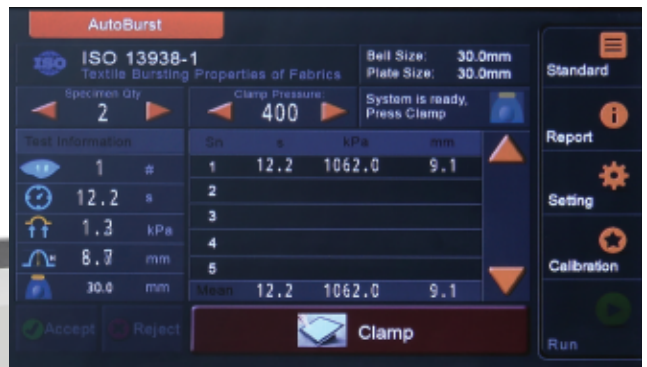 AutoBurst
ISO
ISO 13938-1
Textile Bursting Properties of Fabrics
Bell Size: 30.0mm
Plate Size: 30.0mm
Standard
Specimen Qty
2
Clamp Pressure:
400
System is ready,
Press Clamp
Report
Test Information
Sn s kPa mm
1 #
1 12.2 1062.0 9.1
12.2 s
2
Setting
1.3 kPa
3
4
8.7 mm
5
Calibration
30.0 mm
Mean 12.2 1062.0 9.1
Accept Reject
Clamp
Run